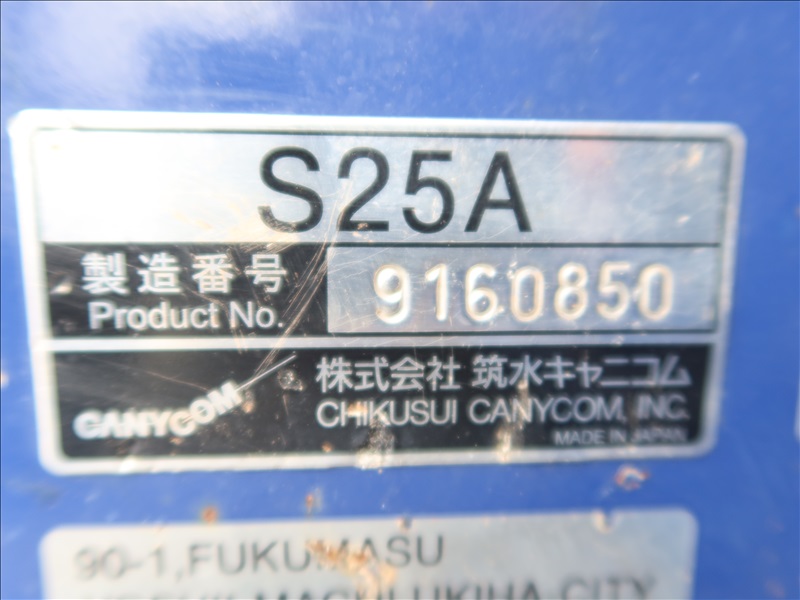 S25A
製造番号
Product No.
9160850
CANYCOM
株式会社 筑水キャニコム
CHIKUSUI CANYCOM, INC.
MADE IN JAPAN
90-1, FUKUMASU